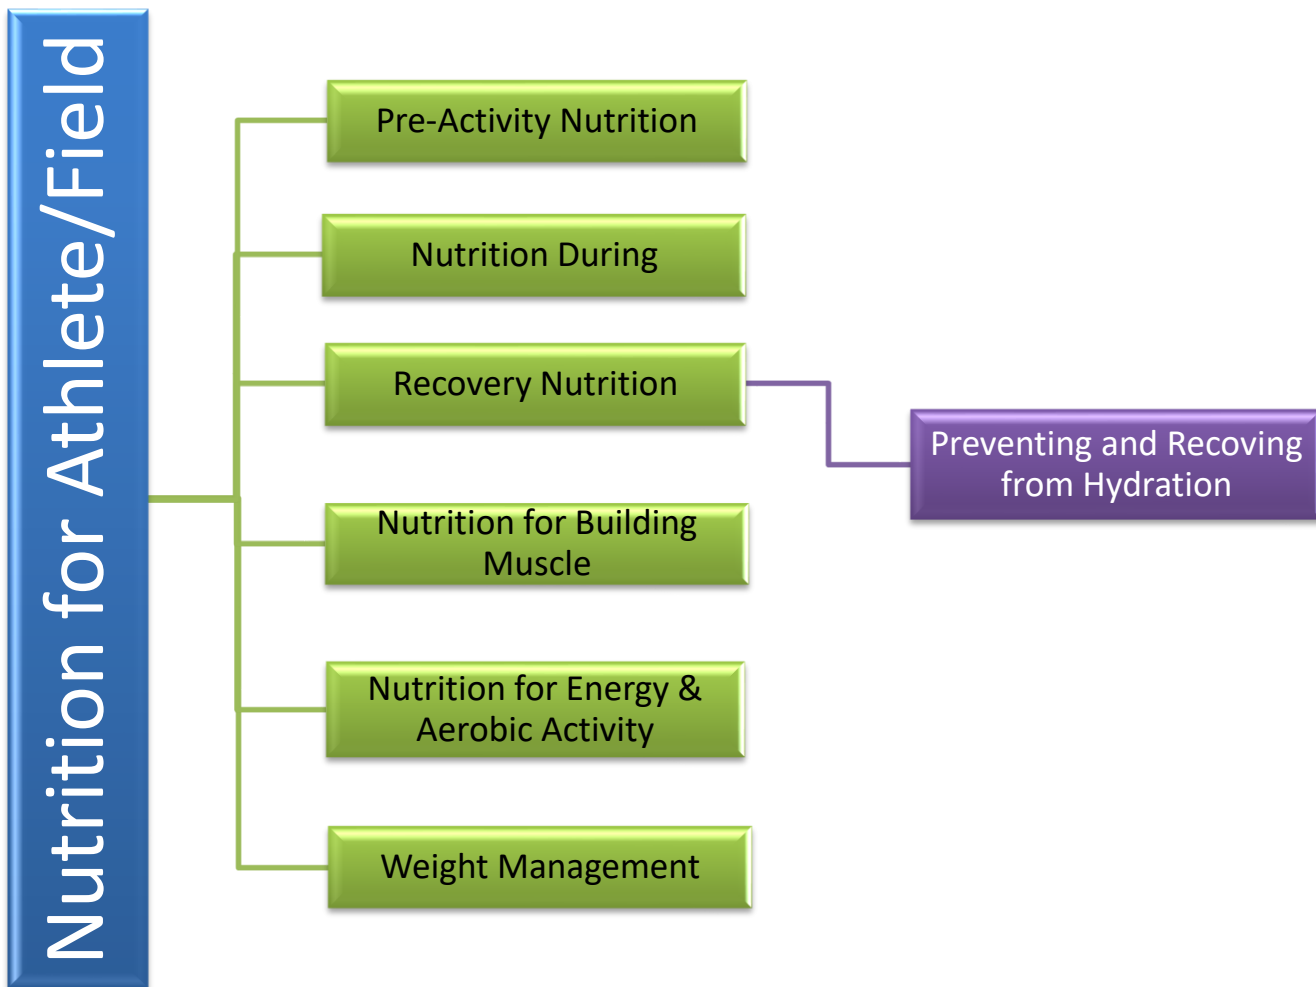 Nutrition for Athlete/Field
Pre-Activity Nutrition
Nutrition During
Recovery Nutrition
Preventing and Recoving
from Hydration
Nutrition for Building
Muscle
Nutrition for Energy &
Aerobic Activity
Weight Management